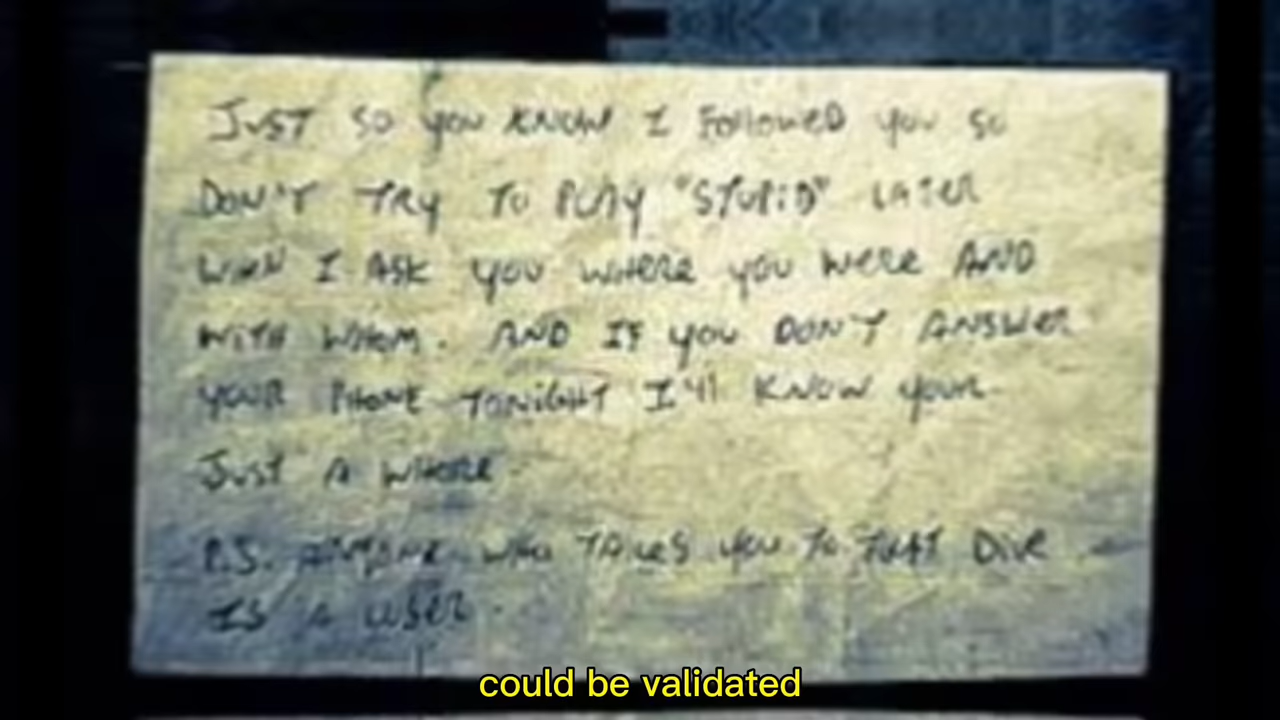 JUST SO YOU KNOW I FOLLOWED YOU SO
DON'T TRY TO PLAY "STUPID" LATER
WHEN I ASK YOU WHERE YOU WERE AND
WITH WHOM. AND IF YOU DON'T ANSWER
YOUR PHONE TONIGHT I'll KNOW YOUR
JUST A WHORE.
P.S. ANYONE WHO TAKES YOU TO THAT DIVE
IS A USER.
could be validated